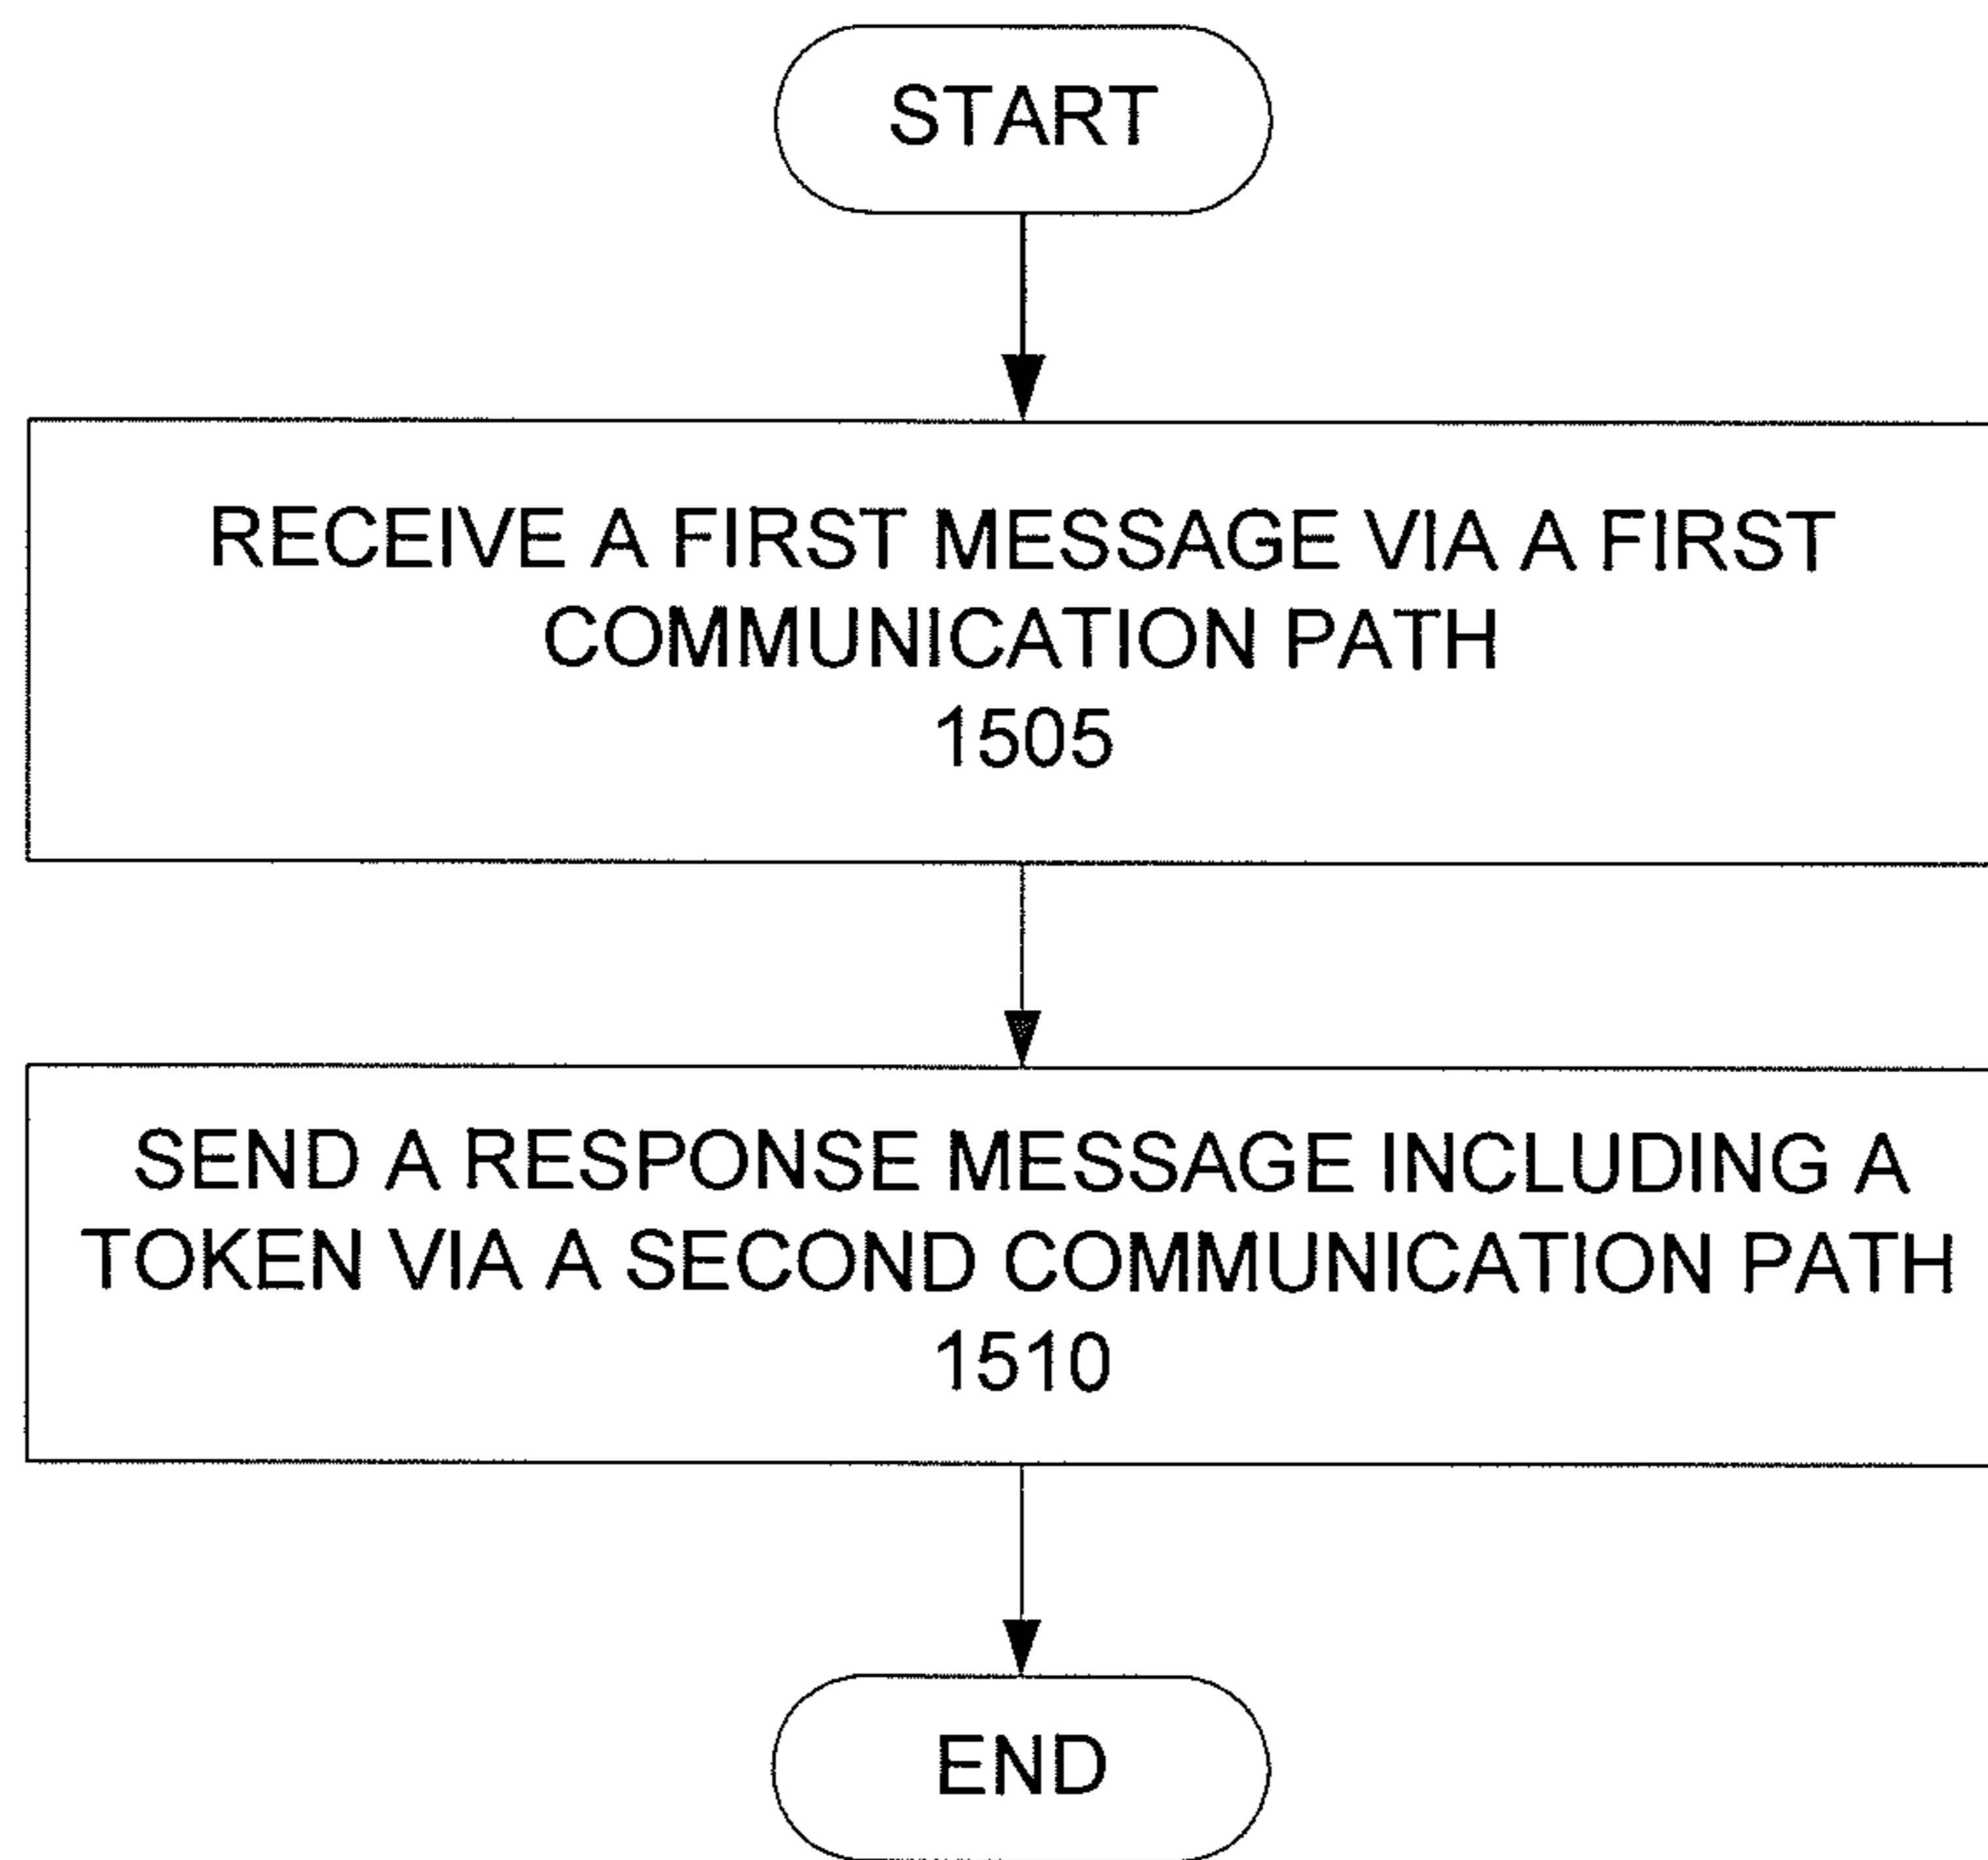 START
RECEIVE A FIRST MESSAGE VIA A FIRST
COMMUNICATION PATH
1505
SEND A RESPONSE MESSAGE INCLUDING A
TOKEN VIA A SECOND COMMUNICATION PATH
1510
END